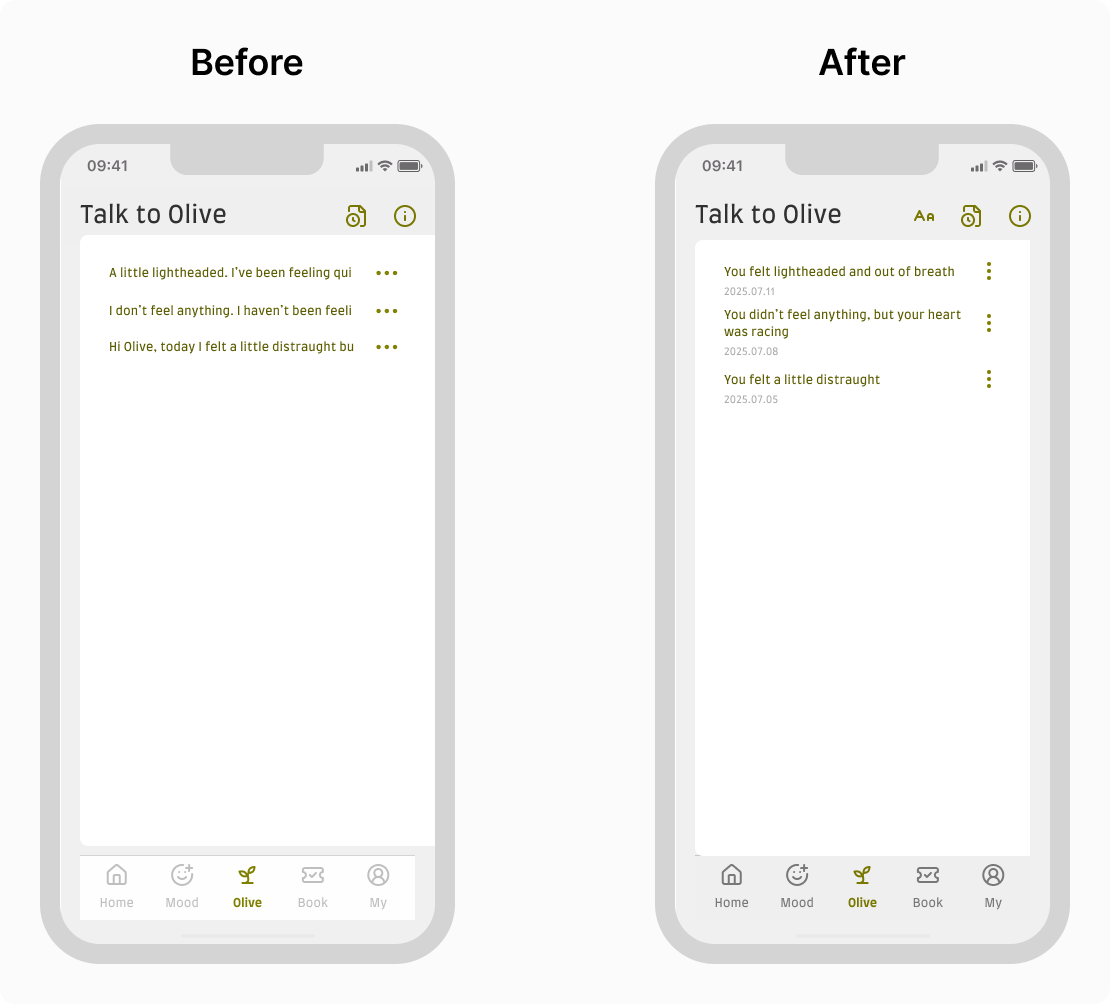 Before
After
09:41
Talk to Olive
A little lightheaded. I've been feeling qui
I don't feel anything. I haven't been feeli
Hi Olive, today I felt a little distraught bu
Home
Mood
Olive
Book
My
09:41
Talk to Olive
AA
You felt lightheaded and out of breath
2025.07.11
You didn't feel anything, but your heart
was racing
2025.07.08
You felt a little distraught
2025.07.05
Home
Mood
Olive
Book
My